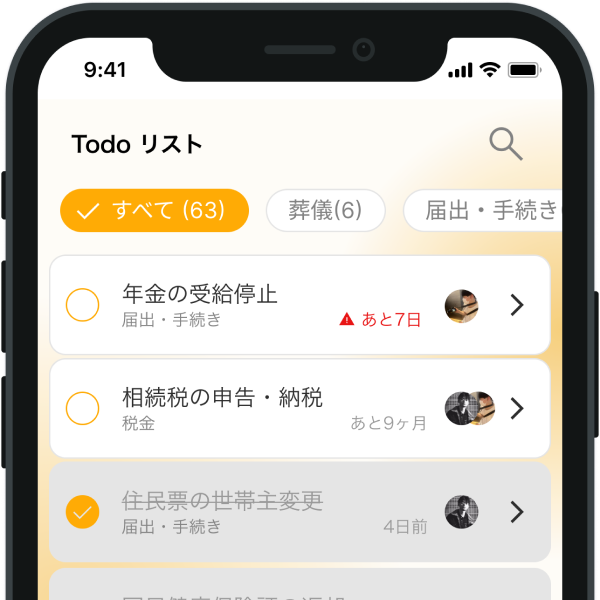 9:41
Todo リスト
すべて (63)
葬儀(6)
届出・手続き
年金の受給停止
届出・手続き
あと7日
相続税の申告・納税
税金
あと9ヶ月
住民票の世帯主変更
届出・手続き
4日前